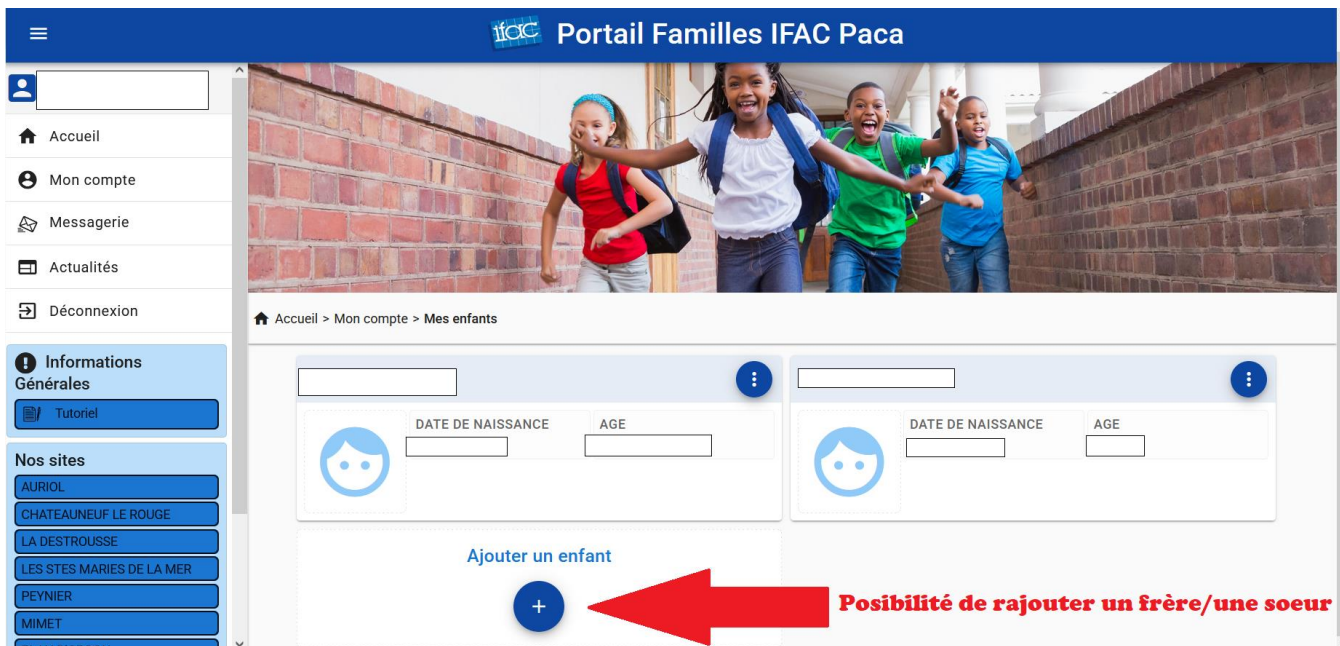 ifac Portail Familles IFAC Paca
Accueil
Mon compte
Messagerie
Actualités
Déconnexion
Informations
Générales
Tutoriel
Nos sites
AURIOL
CHATEAUNEUF LE ROUGE
LA DESTROUSSE
LES STES MARIES DE LA MER
PEYNIER
MIMET
Accueil > Mon compte > Mes enfants
DATE DE NAISSANCE AGE
DATE DE NAISSANCE AGE
Ajouter un enfant
Posibilité de rajouter un frère/une soeur